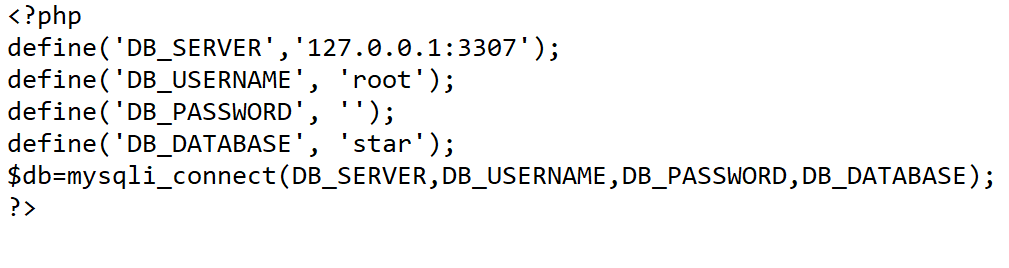 <?php
define('DB_SERVER','127.0.0.1:3307');
define('DB_USERNAME', 'root');
define('DB_PASSWORD', '');
define('DB_DATABASE', 'star');
$db=mysqli_connect(DB_SERVER,DB_USERNAME,DB_PASSWORD,DB_DATABASE);
?>